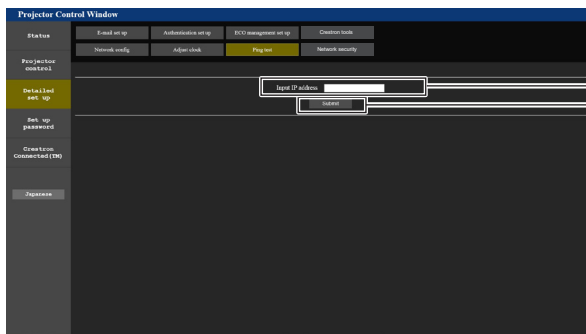 Projector Control Window
Status
E-mail set up
Authentication set up
ECO management set up
Crestron tools
Network config
Adjust clock
Ping test
Network security
Projector
control
Detailed
set up
Input IP address
Submit
Set up
password
Crestron
Connected(TM)
Japanese